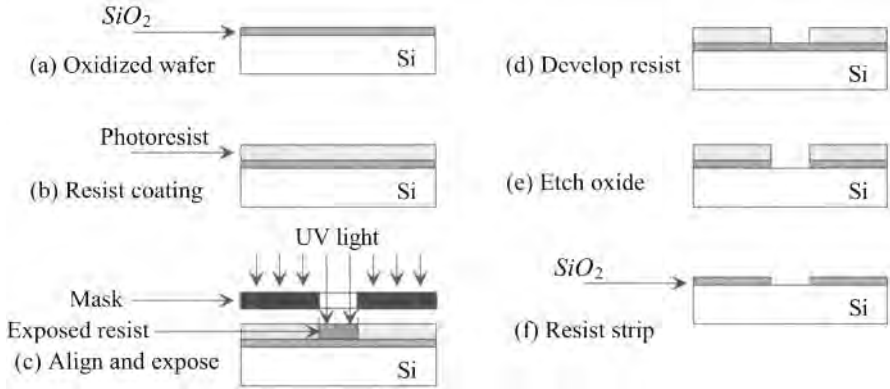 SiO2
Si
(a) Oxidized wafer
Photoresist
Si
(b) Resist coating
UV light
Mask
Exposed resist
(c) Align and expose
Si
(d) Develop resist
Si
(e) Etch oxide
Si
SiO2
Si
(f) Resist strip